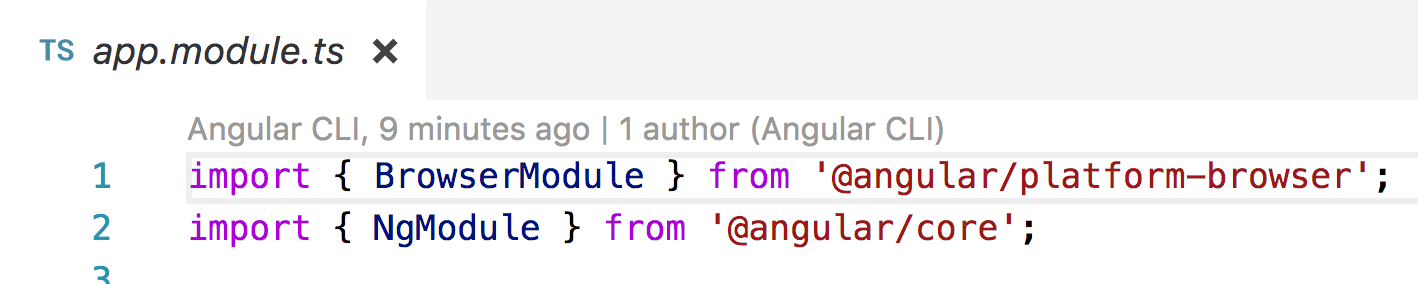 TS app.module.ts ×
Angular CLI, 9 minutes ago | 1 author (Angular CLI)
1 import { BrowserModule } from '@angular/platform-browser';
2 import { NgModule } from '@angular/core';
3